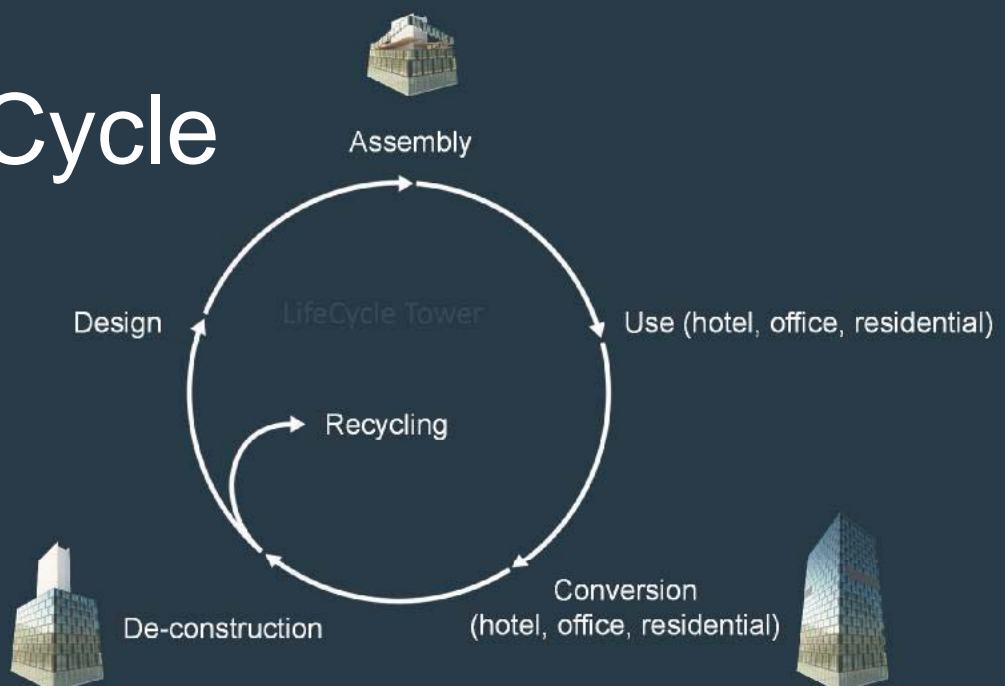 Cycle
Assembly
Design
LifeCycle Tower
Use (hotel, office, residential)
Recycling
Conversion
(hotel, office, residential)
De-construction